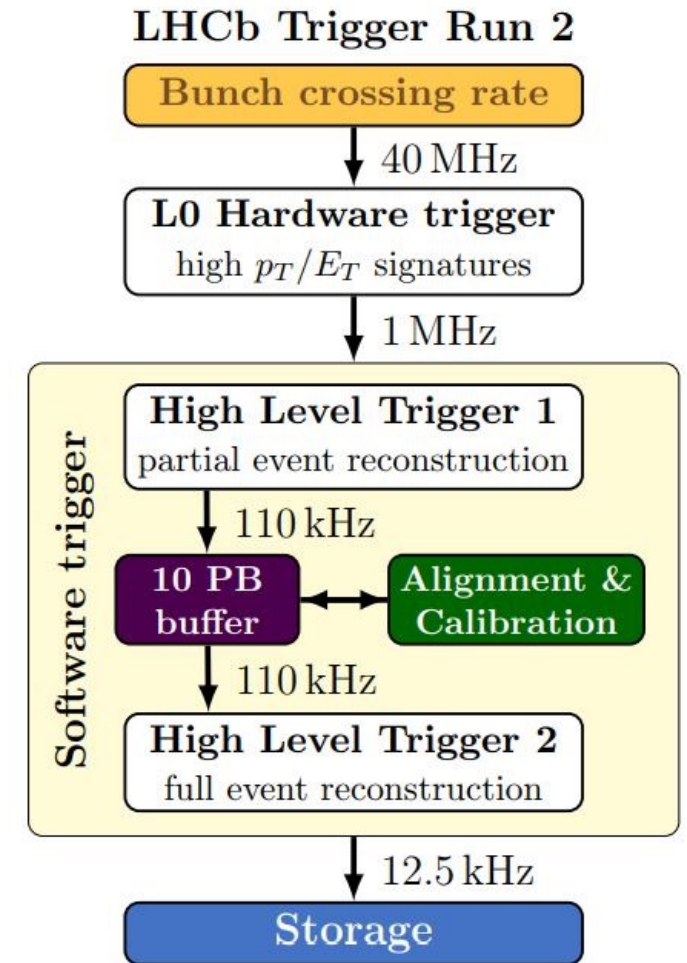 LHCb Trigger Run 2
Bunch crossing rate
40 MHz
L0 Hardware trigger
high p_T/E_T signatures
1 MHz
Software trigger
High Level Trigger 1
partial event reconstruction
110 kHz
10 PB
buffer
Alignment &
Calibration
110 kHz
High Level Trigger 2
full event reconstruction
12.5 kHz
Storage